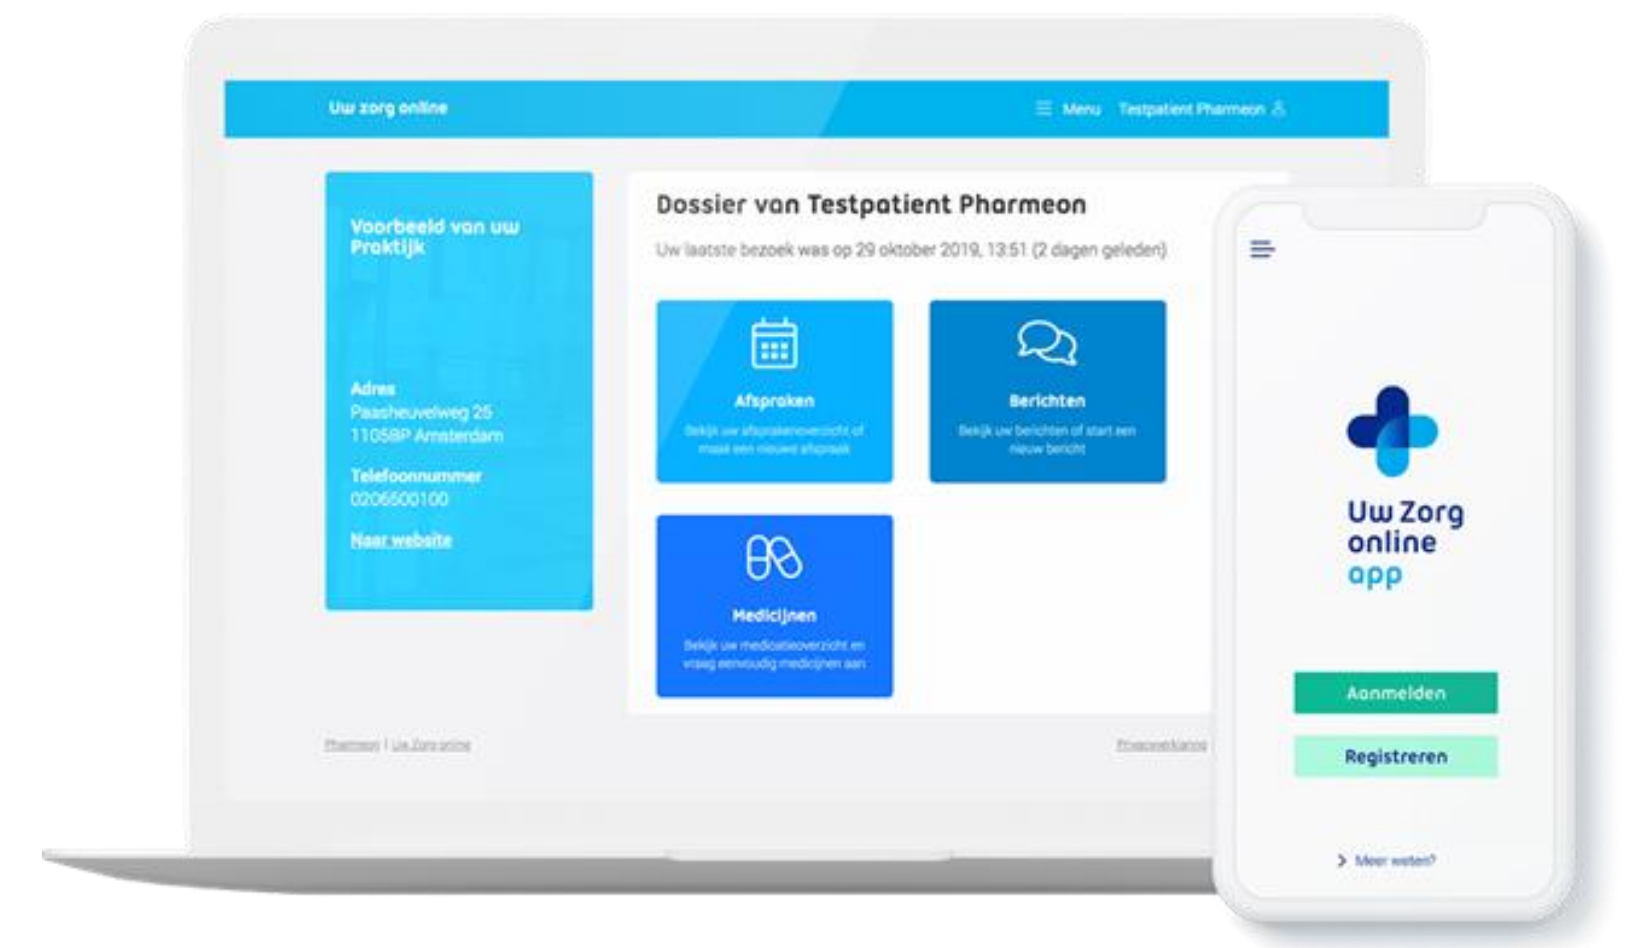 Uw zorg online
Menu Testpatient Pharmeon
Voorbeeld van uw
Praktijk
Adres
Paasheuvelweg 25
1105BP Amsterdam
Telefoonnummer
0206500100
Naar website
Dossier van Testpatient Pharmeon
Uw laatste bezoek was op 29 oktober 2019, 13:51 (2 dagen geleden)
Afspraken
Bekijk uw afsprakenoverzicht of
maak een nieuwe afspraak
Berichten
Bekijk uw berichten of start een
nieuw bericht
Medicijnen
Bekijk uw medicatieoverzicht en
vraag eenvoudig medicijnen aan
Pharmeon | Uw Zorg online
Privacyverklaring
Uw Zorg
online
app
Aanmelden
Registreren
Meer weten?